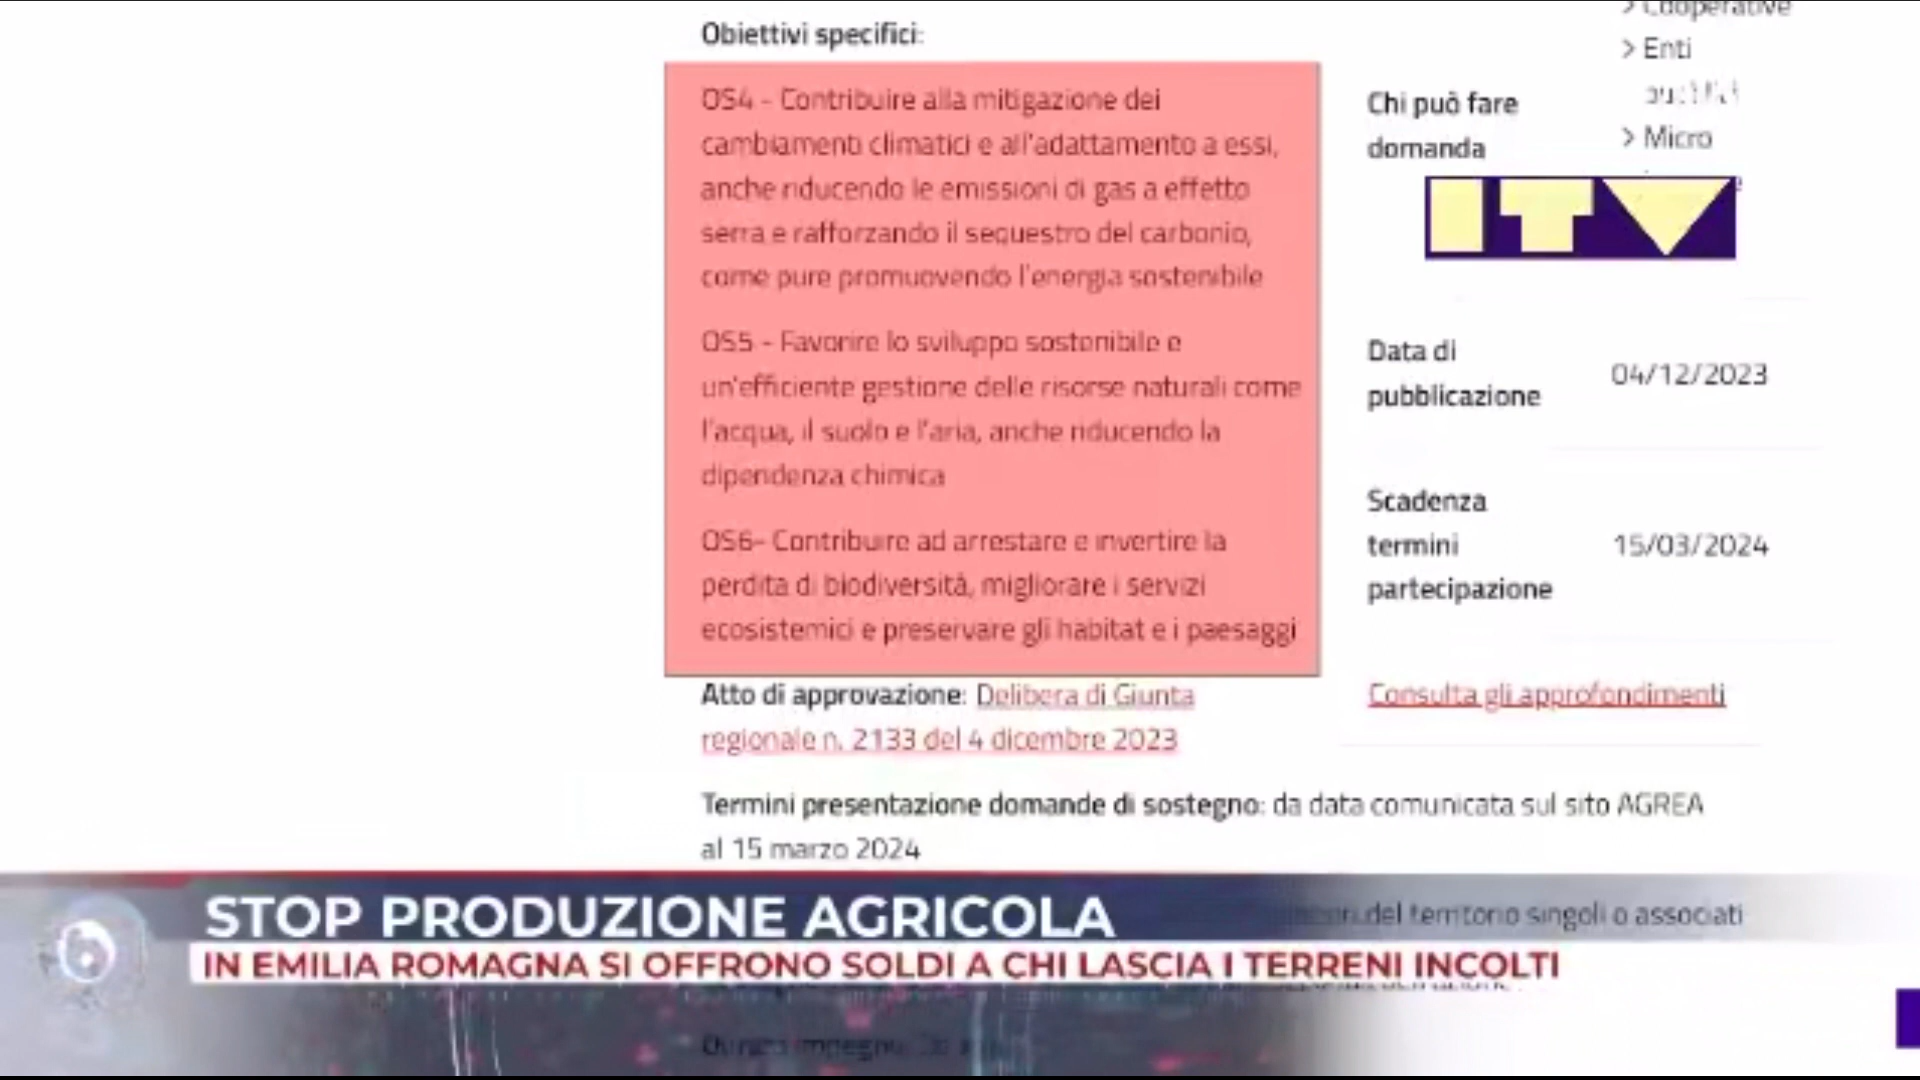 Obiettivi specifici:
OS4 - Contribuire alla mitigazione dei
cambiamenti climatici e all'adattamento a essi,
anche riducendo le emissioni di gas a effetto
serra e rafforzando il sequestro del carbonio,
come pure promuovendo l'energia sostenibile
OS5 - Favorire lo sviluppo sostenibile e
un'efficiente gestione delle risorse naturali come
l'acqua, il suolo e l'aria, anche riducendo la
dipendenza chimica
OS6- Contribuire ad arrestare e invertire la
perdita di biodiversità, migliorare i servizi
ecosistemici e preservare gli habitat e i paesaggi
Atto di approvazione: Delibera di Giunta
regionale n. 2133 del 4 dicembre 2023
Termini presentazione domande di sostegno: da data comunicata sul sito AGREA
al 15 marzo 2024
del territorio singoli o associati
Chi può fare
domanda
> Cooperative
> Enti
> Micro
ITV
Data di
pubblicazione
04/12/2023
Scadenza
termini
partecipazione
15/03/2024
Consulta gli approfondimenti
STOP PRODUZIONE AGRICOLA
IN EMILIA ROMAGNA SI OFFRONO SOLDI A CHI LASCIA I TERRENI INCOLTI